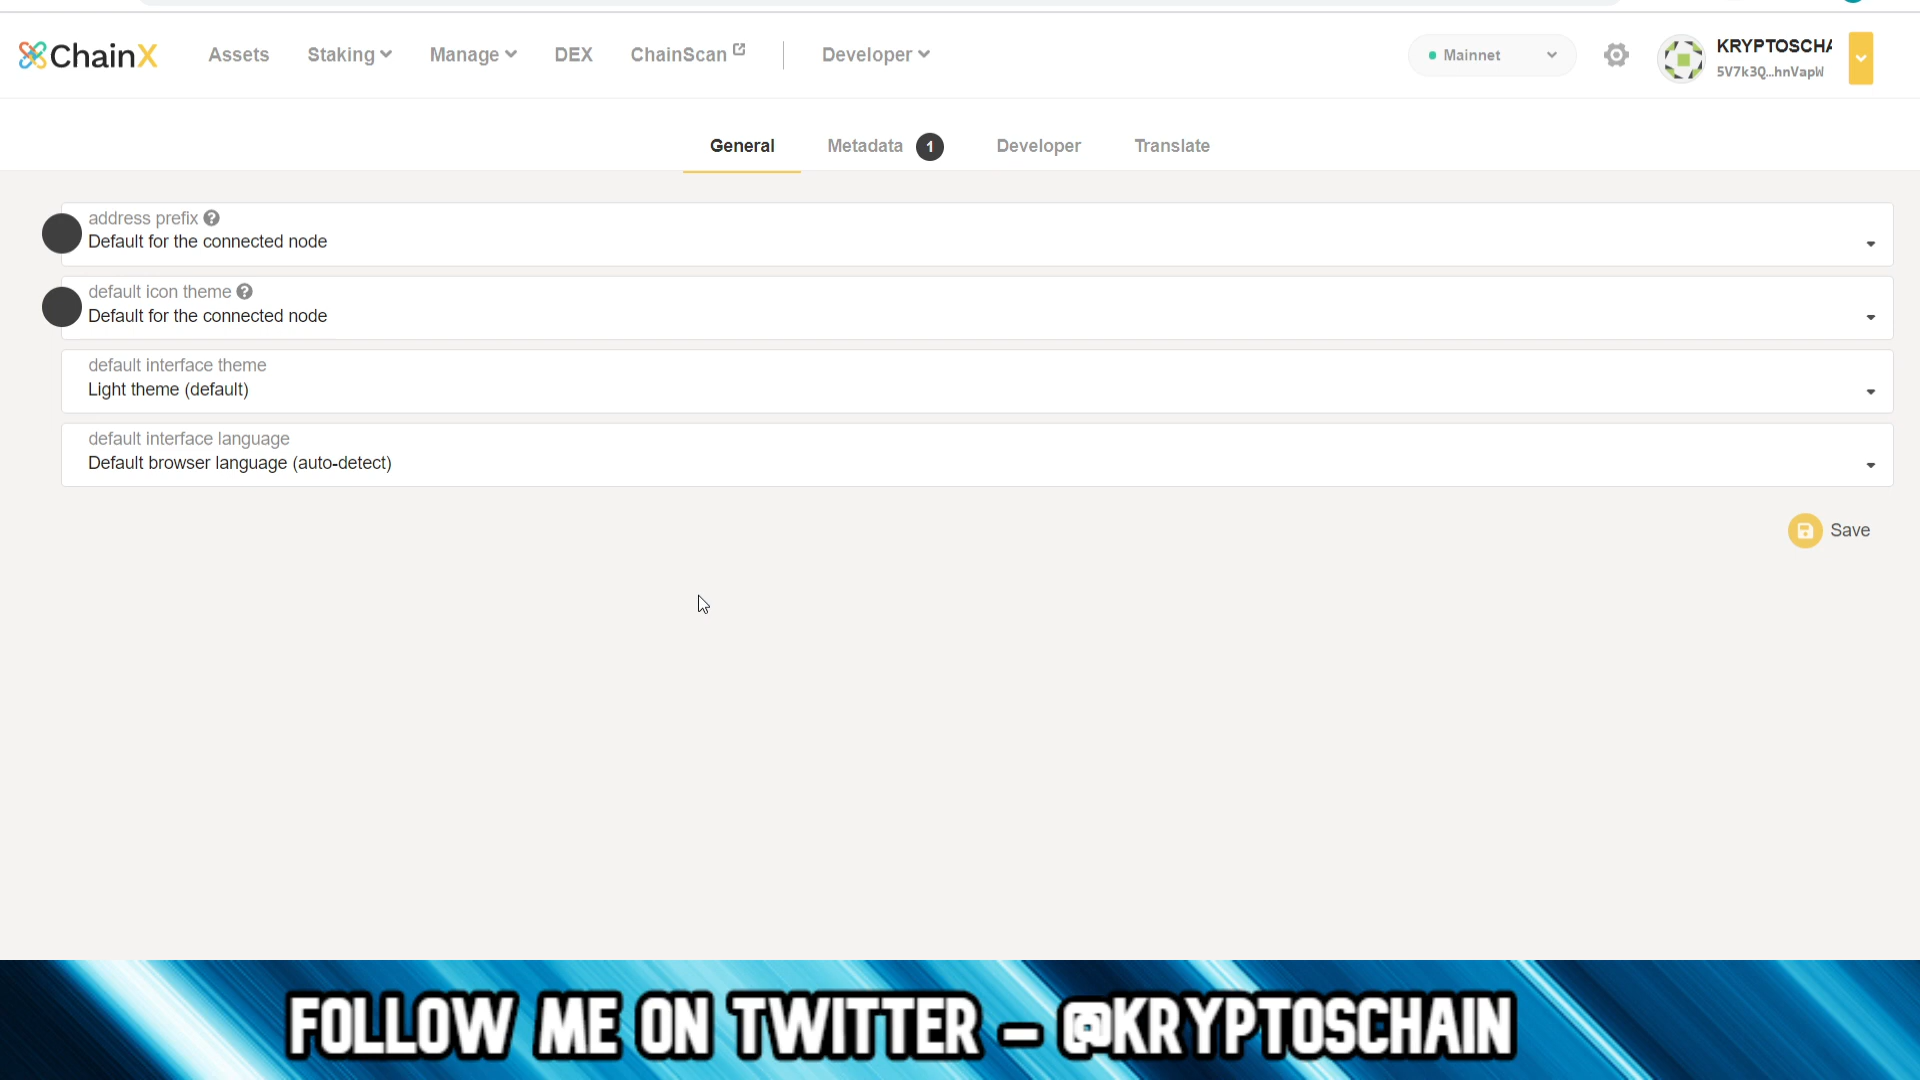 ChainX
Assets
Staking
Manage
DEX
ChainScan
Developer
Mainnet
KRYPTOSCHA
5V7k3Q...hnVapW
General
Metadata 1
Developer
Translate
address prefix ?
Default for the connected node
default icon theme ?
Default for the connected node
default interface theme
Light theme (default)
default interface language
Default browser language (auto-detect)
Save
FOLLOW ME ON TWITTER – @KRYPTOSCHAIN